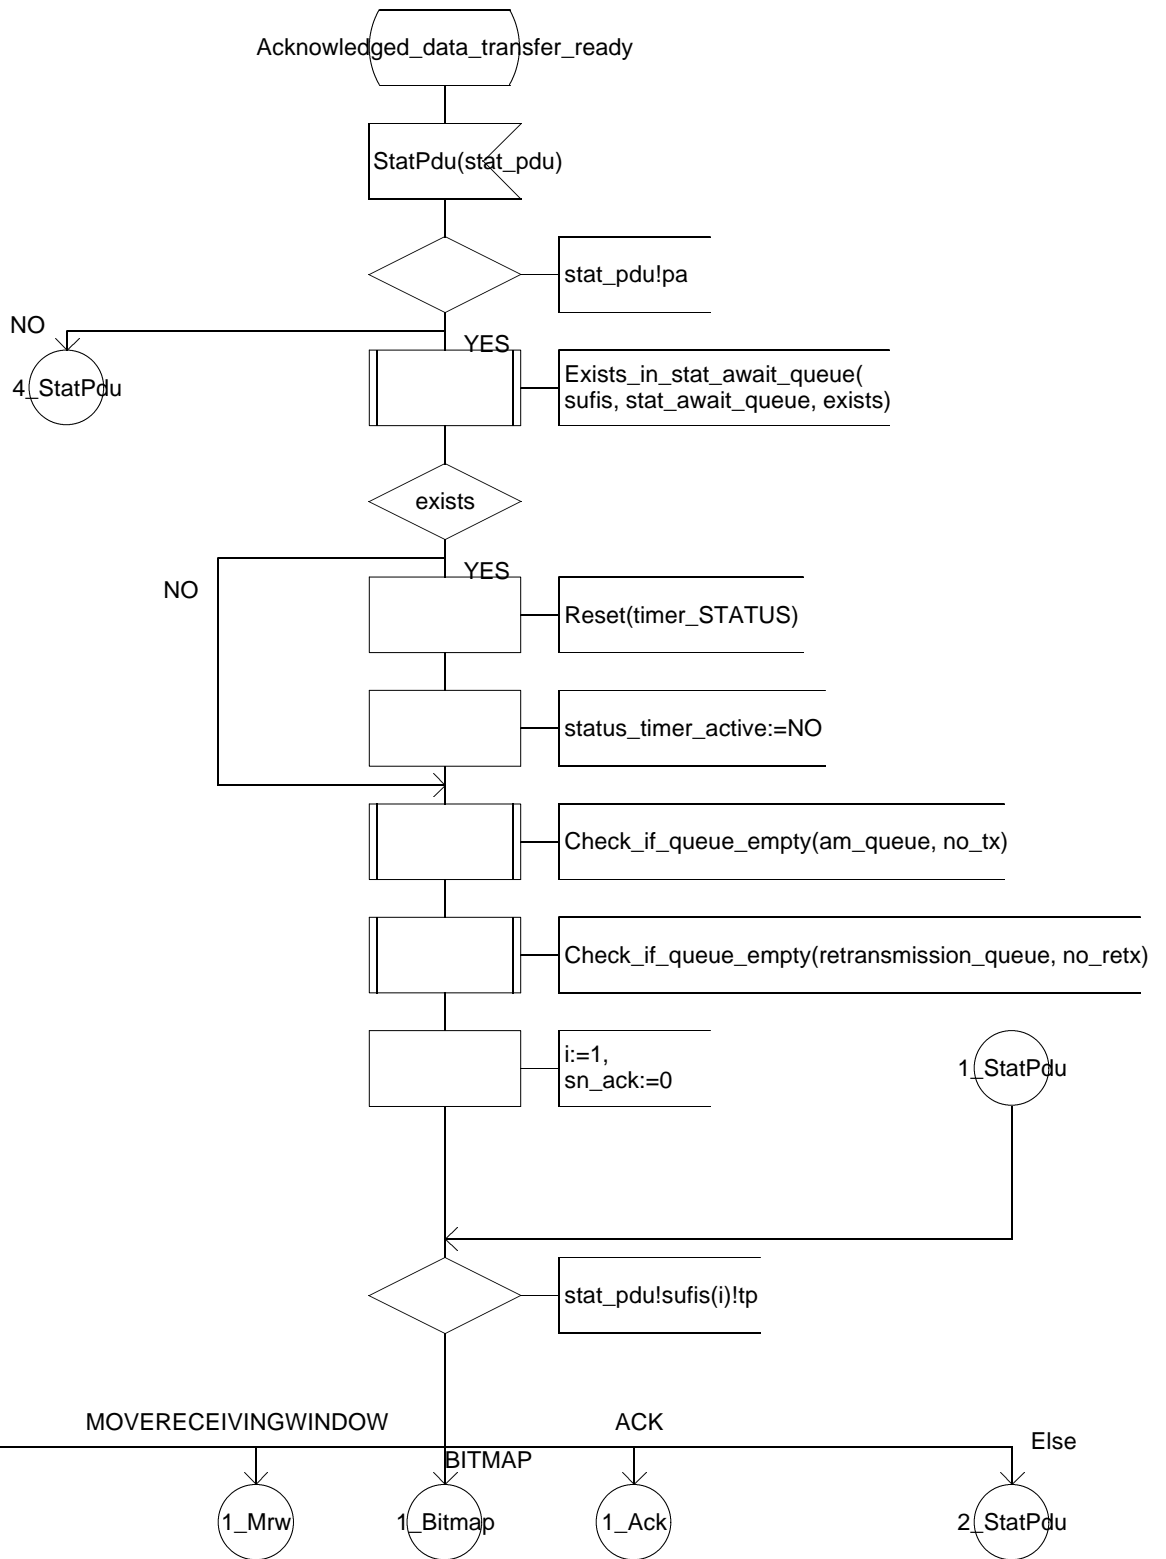 Acknowledged_data_transfer_ready
StatPdu(stat_pdu)
stat_pdu!pa
NO
YES
4_StatPdu
Exists_in_stat_await_queue(
sufis, stat_await_queue, exists)
exists
YES
NO
Reset(timer_STATUS)
status_timer_active:=NO
Check_if_queue_empty(am_queue, no_tx)
Check_if_queue_empty(retransmission_queue, no_retx)
i:=1,
sn_ack:=0
1_StatPdu
stat_pdu!sufis(i)!tp
MOVERECEIVINGWINDOW
ACK
Else
BITMAP
1_Mrw
1_Bitmap
1_Ack
2_StatPdu